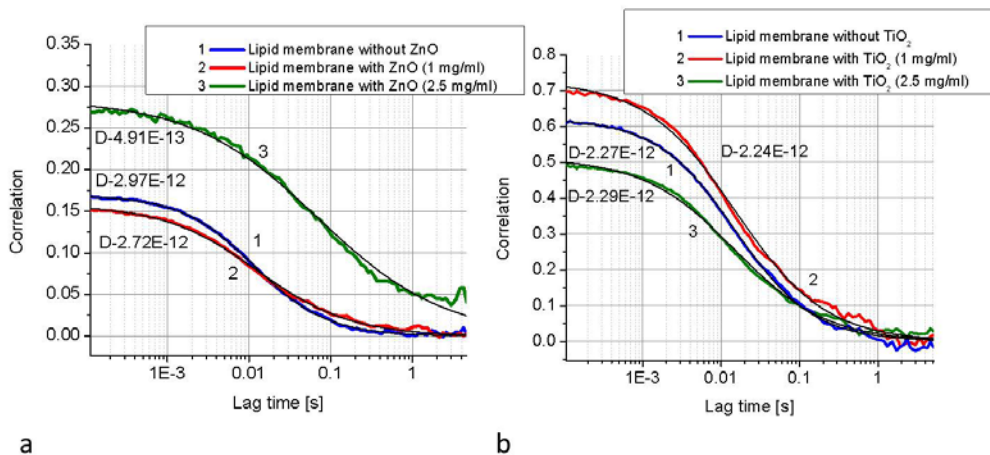 1 Lipid membrane without ZnO
2 Lipid membrane with ZnO (1 mg/ml)
3 Lipid membrane with ZnO (2.5 mg/ml)
0.35
0.30
0.25
0.20
0.15
0.10
0.05
0.00
Correlation
D-4.91E-13
D-2.97E-12
D-2.72E-12
3
1
2
1E-3 0.01 0.1 1
Lag time [s]
a
1 Lipid membrane without TiO₂
2 Lipid membrane with TiO₂ (1 mg/ml)
3 Lipid membrane with TiO₂ (2.5 mg/ml)
0.8
0.7
0.6
0.5
0.4
0.3
0.2
0.1
0.0
Correlation
D-2.27E-12
D-2.24E-12
D-2.29E-12
1
3
2
1E-3 0.01 0.1 1
Lag time [s]
b